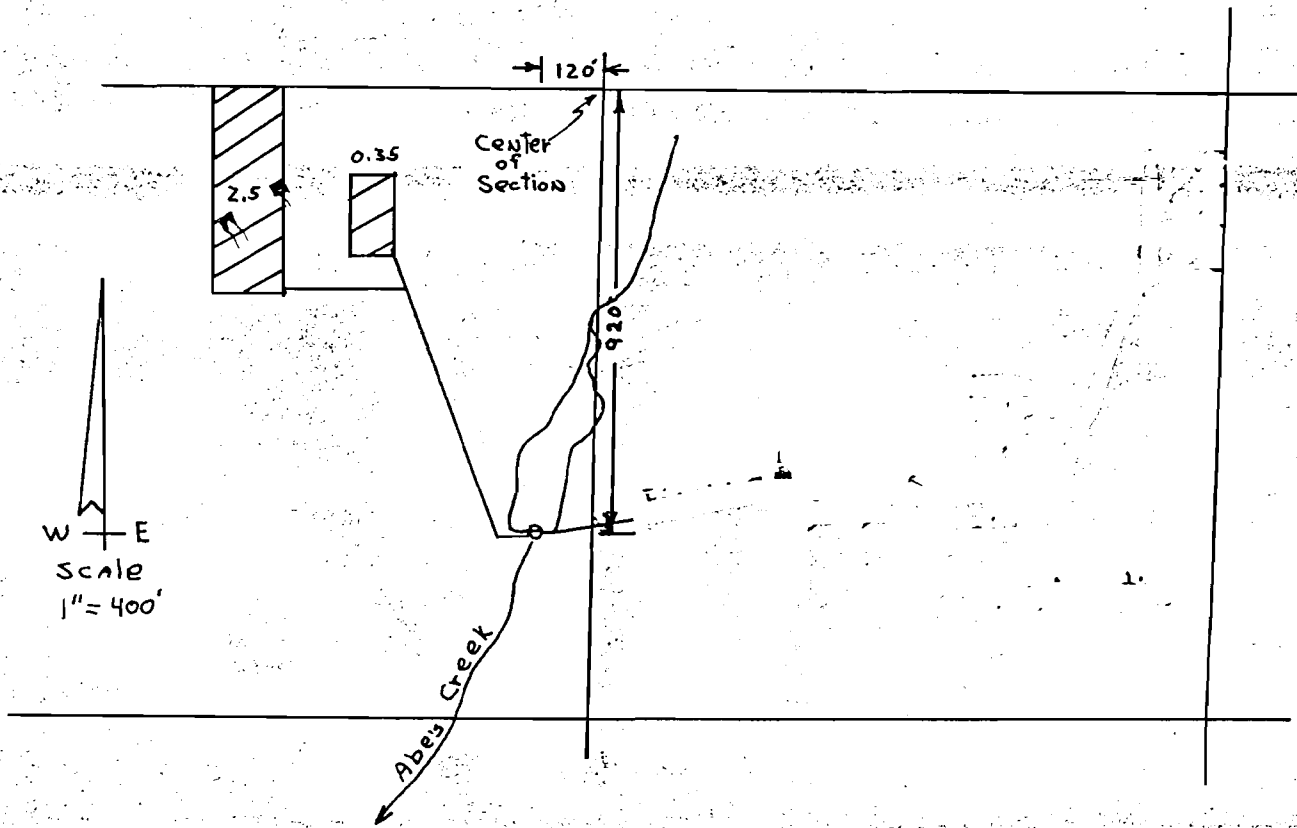 120'
Center
of
Section
0.35
2.5
920'
W E
Scale
1" = 400'
Abe's Creek